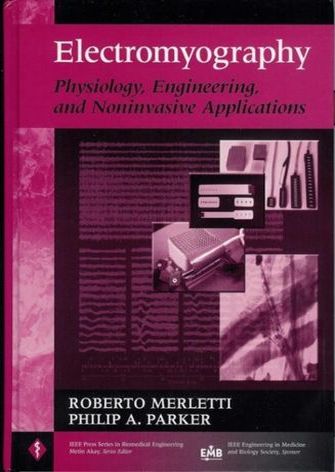 Electromyography
Physiology, Engineering,
and Noninvasive Applications
ROBERTO MERLETTI
PHILIP A. PARKER
IEEE Press Series in Biomedical Engineering
Metin Akay, Series Editor
EMB
IEEE Engineering in Medicine
and Biology Society, Sponsor